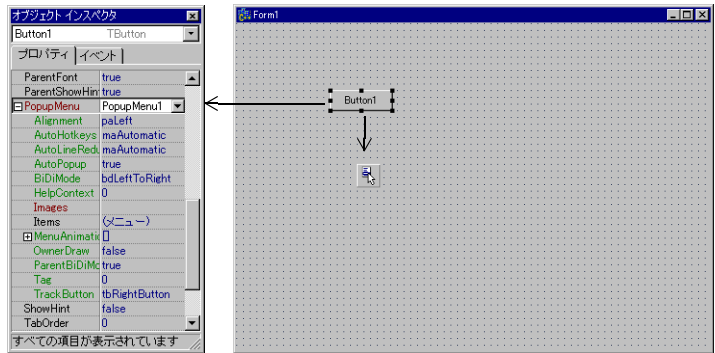 オブジェクト インスペクタ
Button1 TButton
プロパティ イベント
ParentFont true
ParentShowHin true
PopupMenu PopupMenu1
Alignment paLeft
AutoHotkeys maAutomatic
AutoLineRedu maAutomatic
AutoPopup true
BiDiMode bdLeftToRight
HelpContext 0
Images
Items (メニュー)
MenuAnimatic []
OwnerDraw false
ParentBiDiMo true
Tag 0
TrackButton tbRightButton
ShowHint false
TabOrder 0
すべての項目が表示されています
Form1
Button1